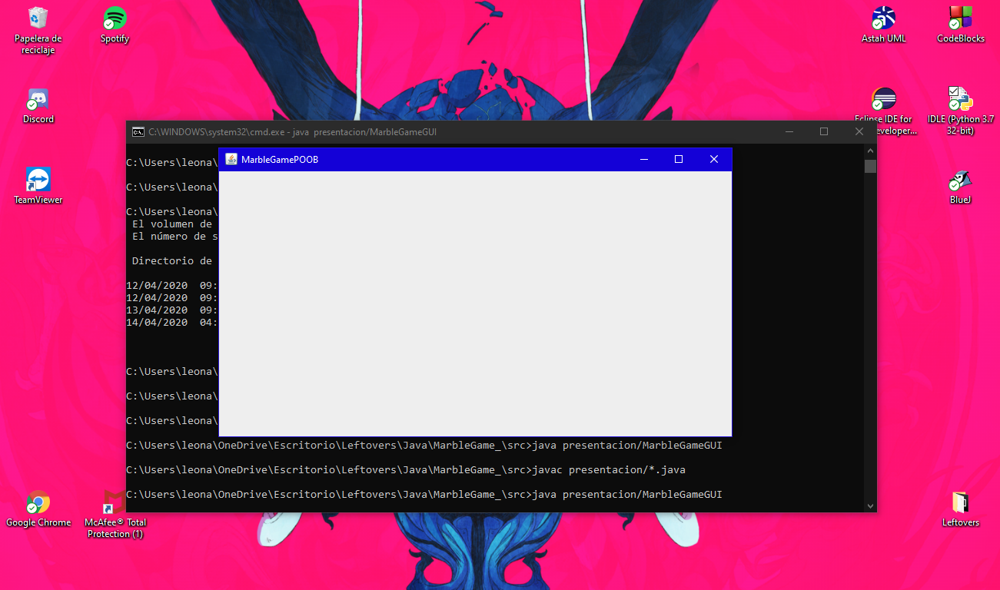 Papelera de
reciclaje
Spotify
Astah UML
CodeBlocks
Discord
Eclipse IDE for
eveloper...
IDLE (Python 3.7
32-bit)
TeamViewer
BlueJ
C:\WINDOWS\system32\cmd.exe - java  presentacion/MarbleGameGUI
MarbleGamePOOB
C:\Users\leona\
C:\Users\leona\
C:\Users\leona\
El volumen de
El número de s
Directorio de
12/04/2020  09:
12/04/2020  09:
13/04/2020  09:
14/04/2020  04:
C:\Users\leona\
C:\Users\leona\
C:\Users\leona\
C:\Users\leona\OneDrive\Escritorio\Leftovers\Java\MarbleGame_\src>java presentacion/MarbleGameGUI
C:\Users\leona\OneDrive\Escritorio\Leftovers\Java\MarbleGame_\src>javac presentacion/*.java
C:\Users\leona\OneDrive\Escritorio\Leftovers\Java\MarbleGame_\src>java presentacion/MarbleGameGUI
Google Chrome
McAfee® Total
Protection (1)
Leftovers